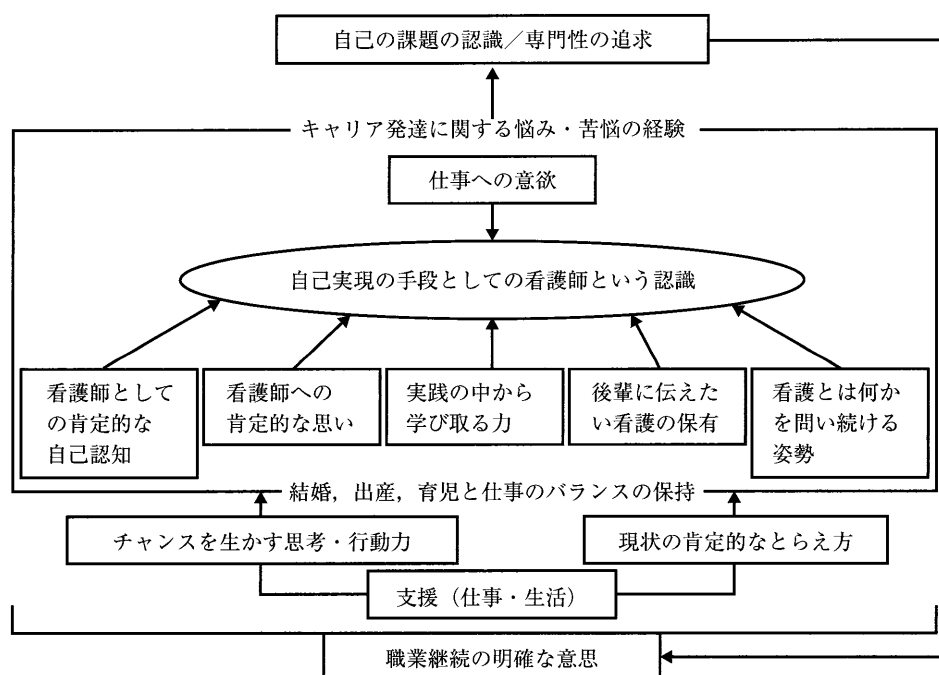 自己の課題の認識／専門性の追求
キャリア発達に関する悩み・苦悩の経験
仕事への意欲
自己実現の手段としての看護師という認識
看護師として
の肯定的な
自己認知
看護師への
肯定的な思い
実践の中から
学び取る力
後輩に伝えた
い看護の保有
看護とは何か
を問い続ける
姿勢
結婚，出産，育児と仕事のバランスの保持
チャンスを生かす思考・行動力
現状の肯定的なとらえ方
支援（仕事・生活）
職業継続の明確な意思